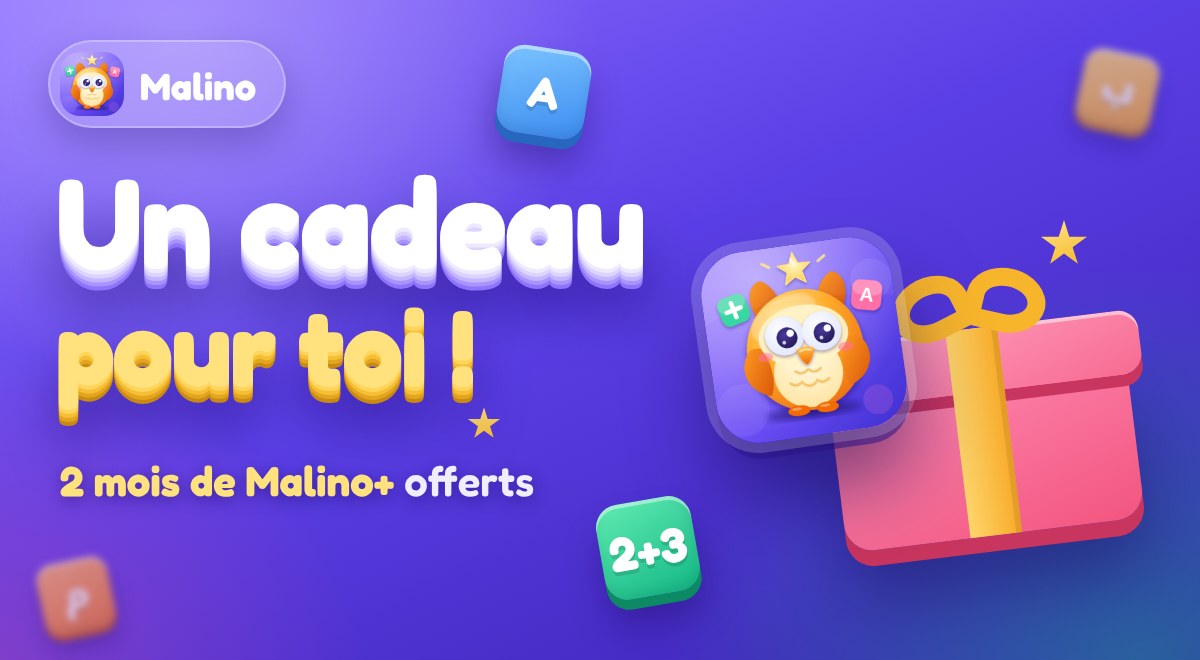 Malino
A
Un cadeau
pour toi !
A
2 mois de Malino+ offerts
2+3